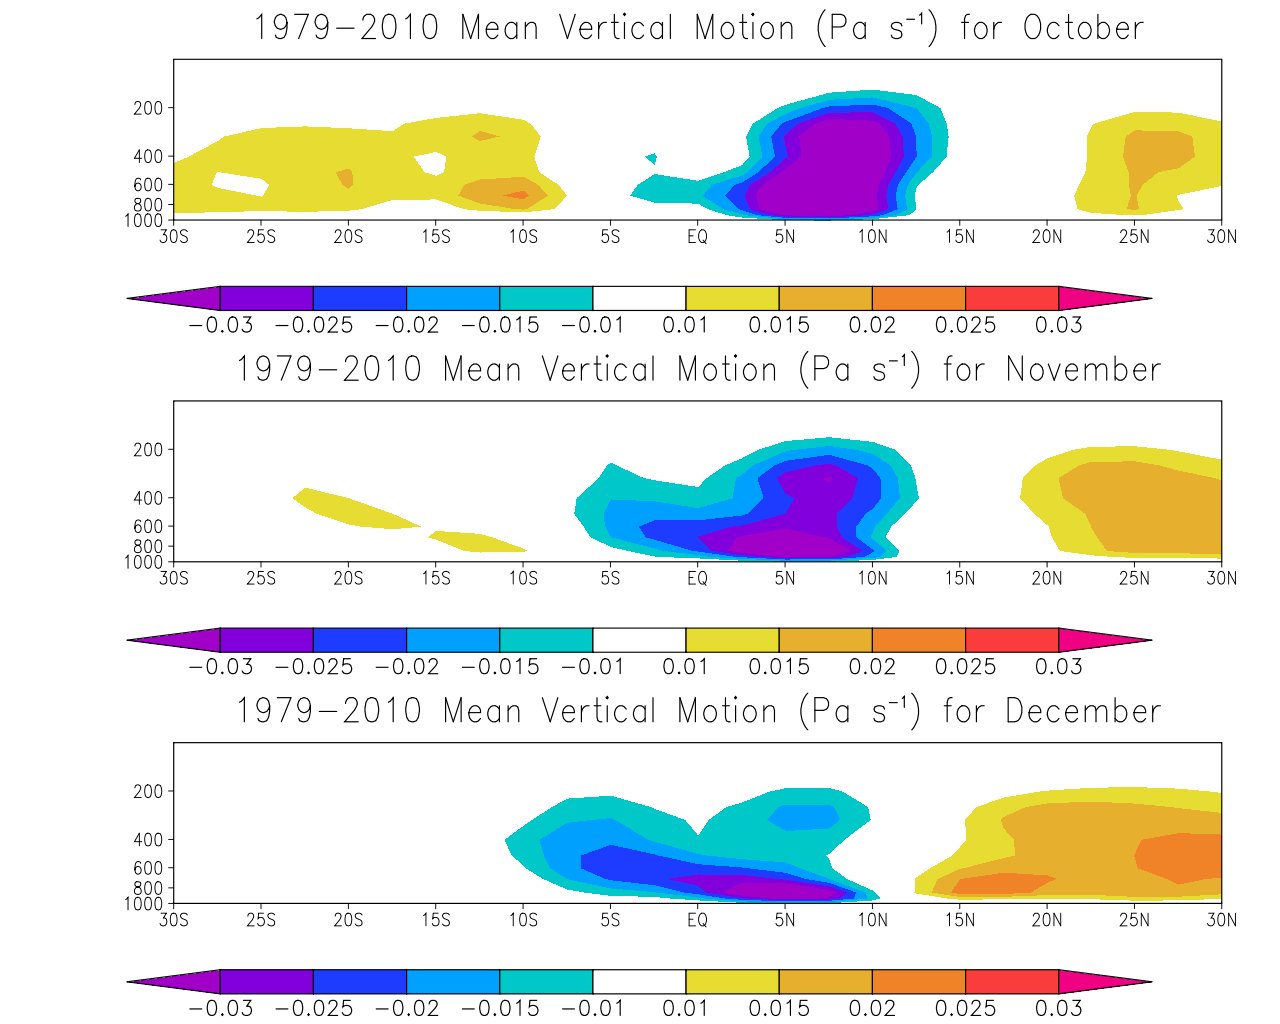 1979−2010 Mean Vertical Motion (Pa s⁻¹) for October
200
400
600
800
1000
30S 25S 20S 15S 10S 5S EQ 5N 10N 15N 20N 25N 30N
−0.03 −0.025 −0.02 −0.015 −0.01 0.01 0.015 0.02 0.025 0.03
1979−2010 Mean Vertical Motion (Pa s⁻¹) for November
200
400
600
800
1000
30S 25S 20S 15S 10S 5S EQ 5N 10N 15N 20N 25N 30N
−0.03 −0.025 −0.02 −0.015 −0.01 0.01 0.015 0.02 0.025 0.03
1979−2010 Mean Vertical Motion (Pa s⁻¹) for December
200
400
600
800
1000
30S 25S 20S 15S 10S 5S EQ 5N 10N 15N 20N 25N 30N
−0.03 −0.025 −0.02 −0.015 −0.01 0.01 0.015 0.02 0.025 0.03